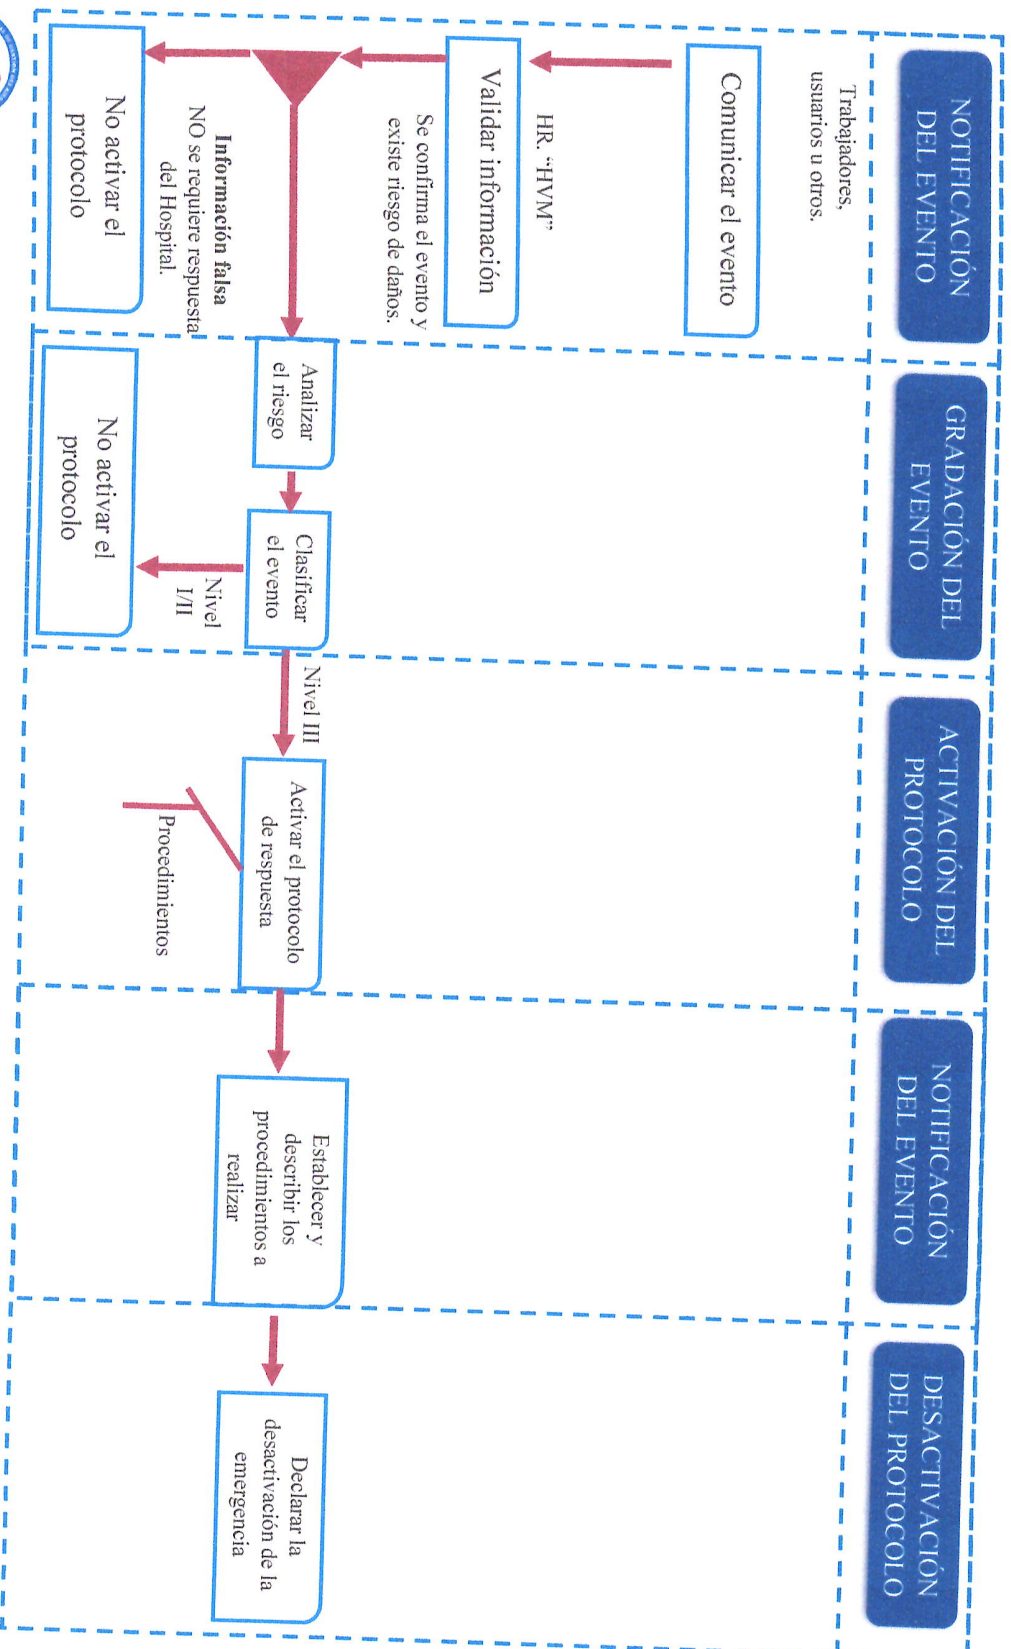 NOTIFICACIÓN
DEL EVENTO
Trabajadores,
usuarios u otros.
Comunicar el evento
HR. “HVM”
Validar información
Se confirma el evento y
existe riesgo de daños.
Información falsa
NO se requiere respuesta
del Hospital.
No activar el
protocolo
GRADACIÓN DEL
EVENTO
Analizar
el riesgo
Clasificar
el evento
Nivel
I/II
No activar el
protocolo
Nivel III
ACTIVACIÓN DEL
PROTOCOLO
Activar el protocolo
de respuesta
Procedimientos
NOTIFICACIÓN
DEL EVENTO
Establecer y
describir los
procedimientos a
realizar
DESACTIVACIÓN
DEL PROTOCOLO
Declarar la
desactivación de la
emergencia